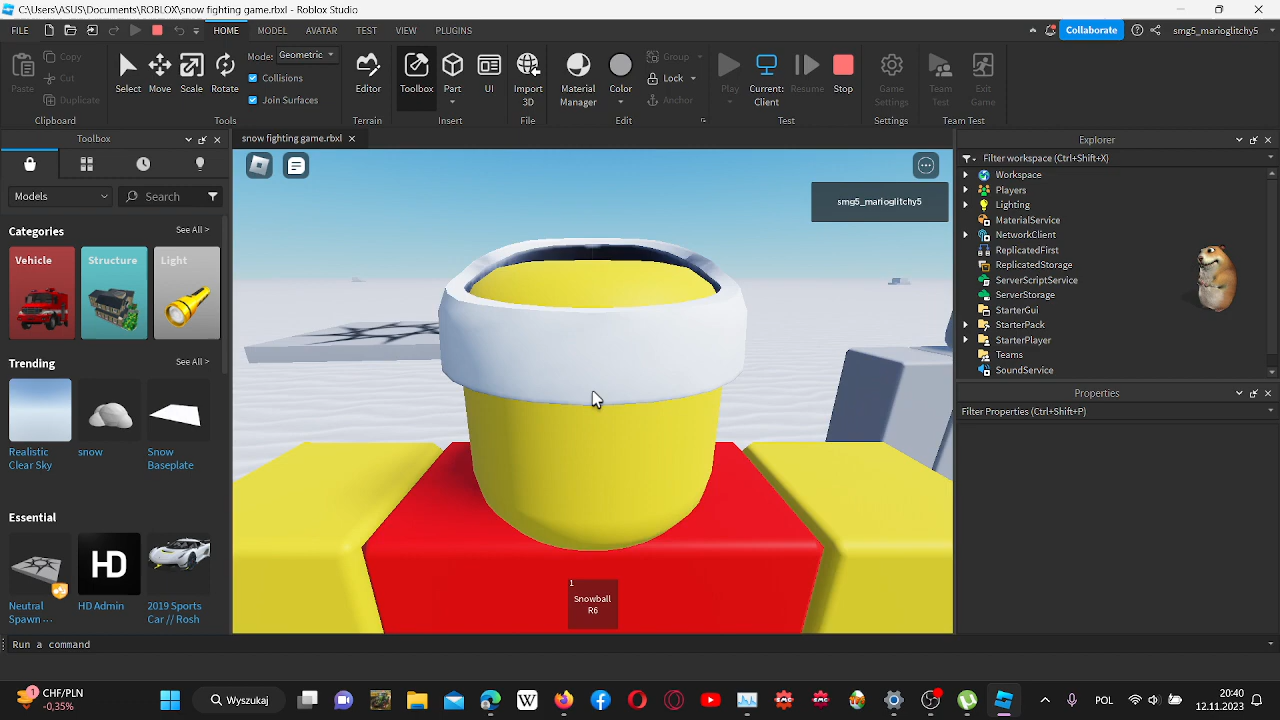 C:\Users\ASUS\Documents\ROBLOX\snow fighting game.rbxl - Roblox Studio
FILE HOME MODEL AVATAR TEST VIEW PLUGINS Collaborate smg5_marioglitchy5
Paste Copy Cut Duplicate Clipboard
Select Move Scale Rotate Mode: Geometric Collisions Join Surfaces Tools
Editor Terrain
Toolbox Part UI Insert
Import 3D File
Material Manager Color Group Lock Anchor Edit
Play Current: Client Resume Stop Test
Game Settings Settings
Team Test Exit Game Team Test
Toolbox
snow fighting game.rbxl
Explorer
Models Search
Categories See All >
Vehicle Structure Light
Trending See All >
Realistic Clear Sky
snow
Snow Baseplate
Essential See All >
HD
Neutral Spawn ...
HD Admin
2019 Sports Car // Rosh
smg5_marioglitchy5
1
Snowball
R6
Filter workspace (Ctrl+Shift+X)
Workspace
Players
Lighting
MaterialService
NetworkClient
ReplicatedFirst
ReplicatedStorage
ServerScriptService
ServerStorage
StarterGui
StarterPack
StarterPlayer
Teams
SoundService
Properties
Filter Properties (Ctrl+Shift+P)
Run a command
1
CHF/PLN
-0,35%
Wyszukaj
W
POL
20:40
12.11.2023